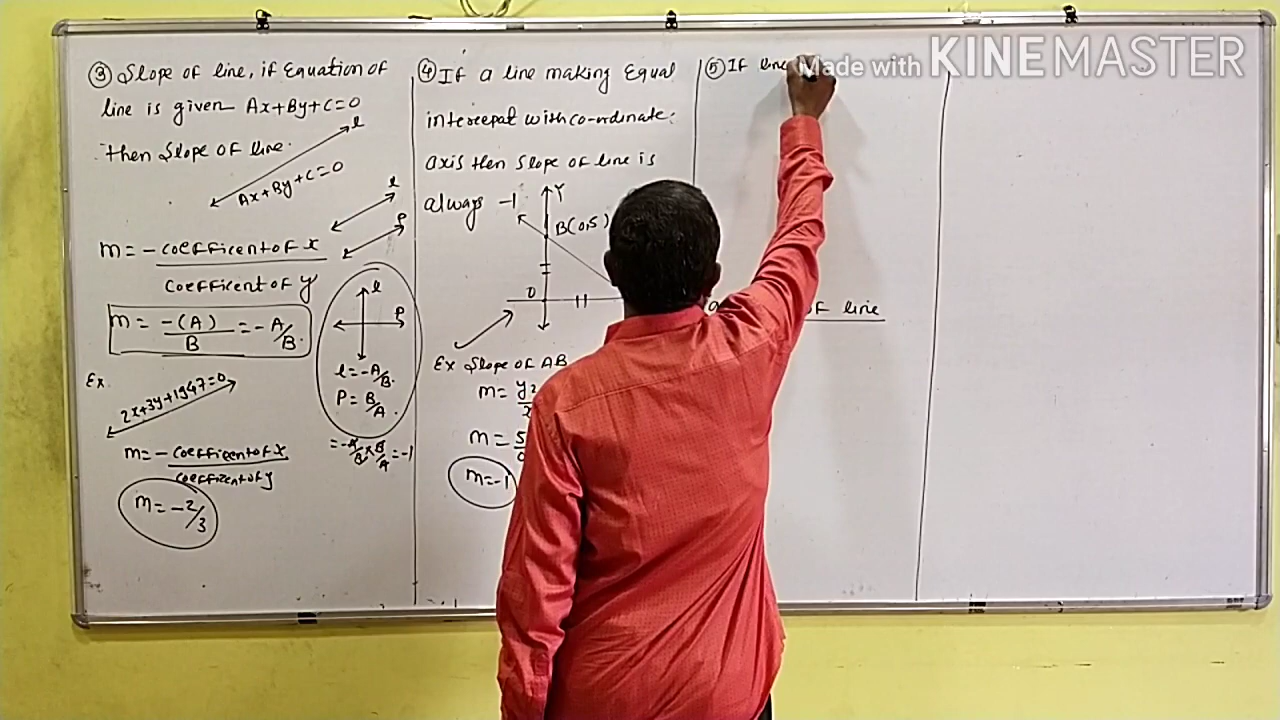 ③ Slope of line, if Equation of
line is given Ax+By+C=0
then Slope of line.
l
Ax+By+C=0
l
l
P
m = - coefficent of x
coefficent of y
m = -(A)/B = -A/B.
l
P
l = -A/B.
P = B/A.
= -A/B × B/A = -1
Ex.
2x+3y+1947=0
m = - coefficent of x
coefficent of y
m = -2/3
④ If a line making Equal
intercepat with co-ordinate
axis then Slope of line is
always -1
Y
B(0,5)
O
Ex Slope of AB
m =
m =
m=-1
⑤ If line
of line
Made with KINEMASTER